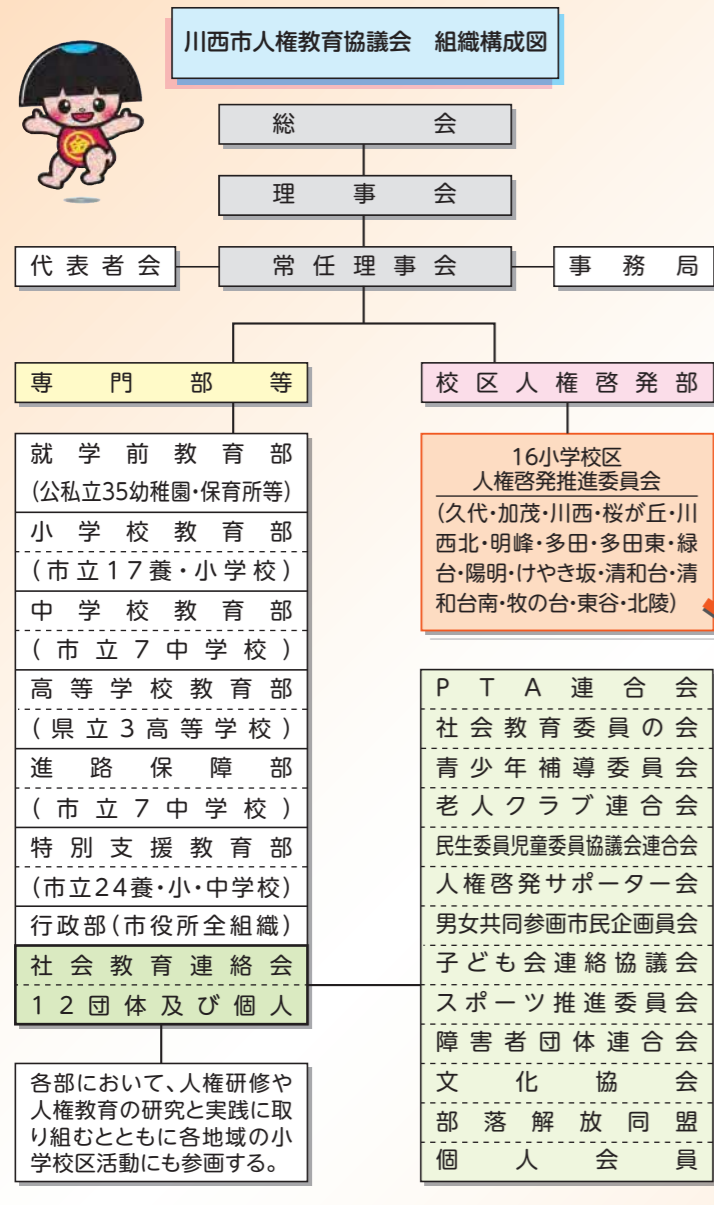 川西市人権教育協議会　組織構成図
金
総会
理事会
代表者会
常任理事会
事務局
専門部等
就学前教育部
(公私立35幼稚園・保育所等)
小学校教育部
(市立17養・小学校)
中学校教育部
(市立7中学校)
高等学校教育部
(県立3高等学校)
進路保障部
(市立7中学校)
特別支援教育部
(市立24養・小・中学校)
行政部(市役所全組織)
社会教育連絡会
12団体及び個人
各部において、人権研修や
人権教育の研究と実践に取
り組むとともに各地域の小
学校区活動にも参画する。
校区人権啓発部
16小学校区
人権啓発推進委員会
(久代・加茂・川西・桜が丘・川
西北・明峰・多田・多田東・緑
台・陽明・けやき坂・清和台・清
和台南・牧の台・東谷・北陵)
PTA連合会
社会教育委員の会
青少年補導委員会
老人クラブ連合会
民生委員児童委員協議会連合会
人権啓発サポーター会
男女共同参画市民企画員会
子ども会連絡協議会
スポーツ推進委員会
障害者団体連合会
文化協会
部落解放同盟
個人会員